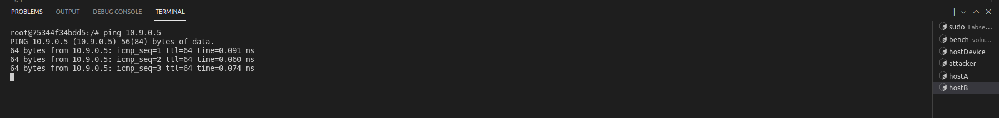 PROBLEMS OUTPUT DEBUG CONSOLE TERMINAL
root@75344f34bdd5:/# ping 10.9.0.5
PING 10.9.0.5 (10.9.0.5) 56(84) bytes of data.
64 bytes from 10.9.0.5: icmp_seq=1 ttl=64 time=0.091 ms
64 bytes from 10.9.0.5: icmp_seq=2 ttl=64 time=0.060 ms
64 bytes from 10.9.0.5: icmp_seq=3 ttl=64 time=0.074 ms
sudo Labse...
bench volu...
hostDevice
attacker
hostA
hostB